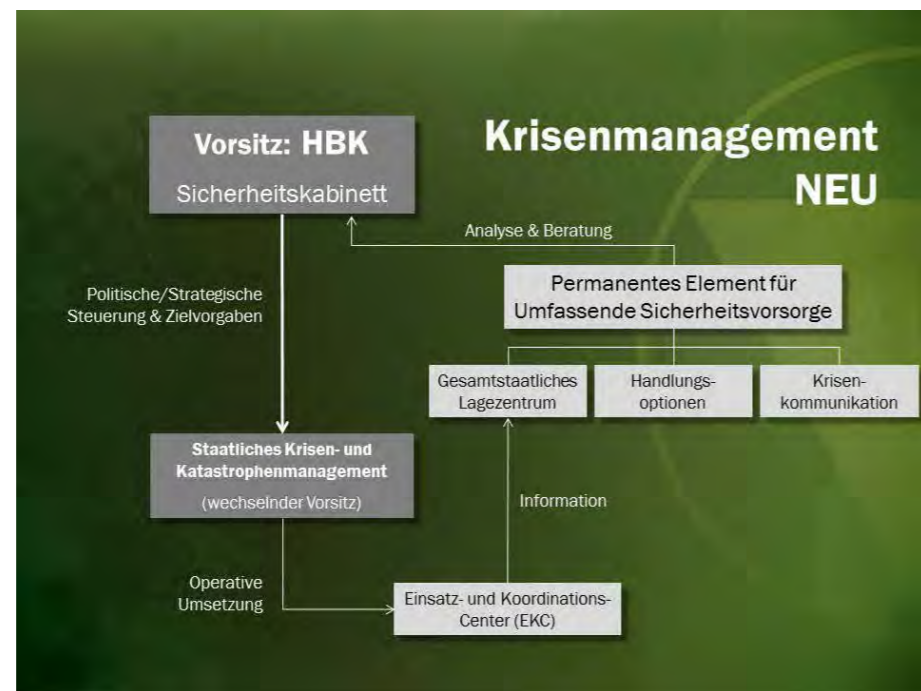 Krisenmanagement
NEU
Vorsitz: HBK
Sicherheitskabinett
Analyse & Beratung
Permanentes Element für
Umfassende Sicherheitsvorsorge
Politische/Strategische
Steuerung & Zielvorgaben
Gesamtstaatliches
Lagezentrum
Handlungs-
optionen
Krisen-
kommunikation
Staatliches Krisen- und
Katastrophenmanagement
(wechselnder Vorsitz)
Information
Operative
Umsetzung
Einsatz- und Koordinations-
Center (EKC)